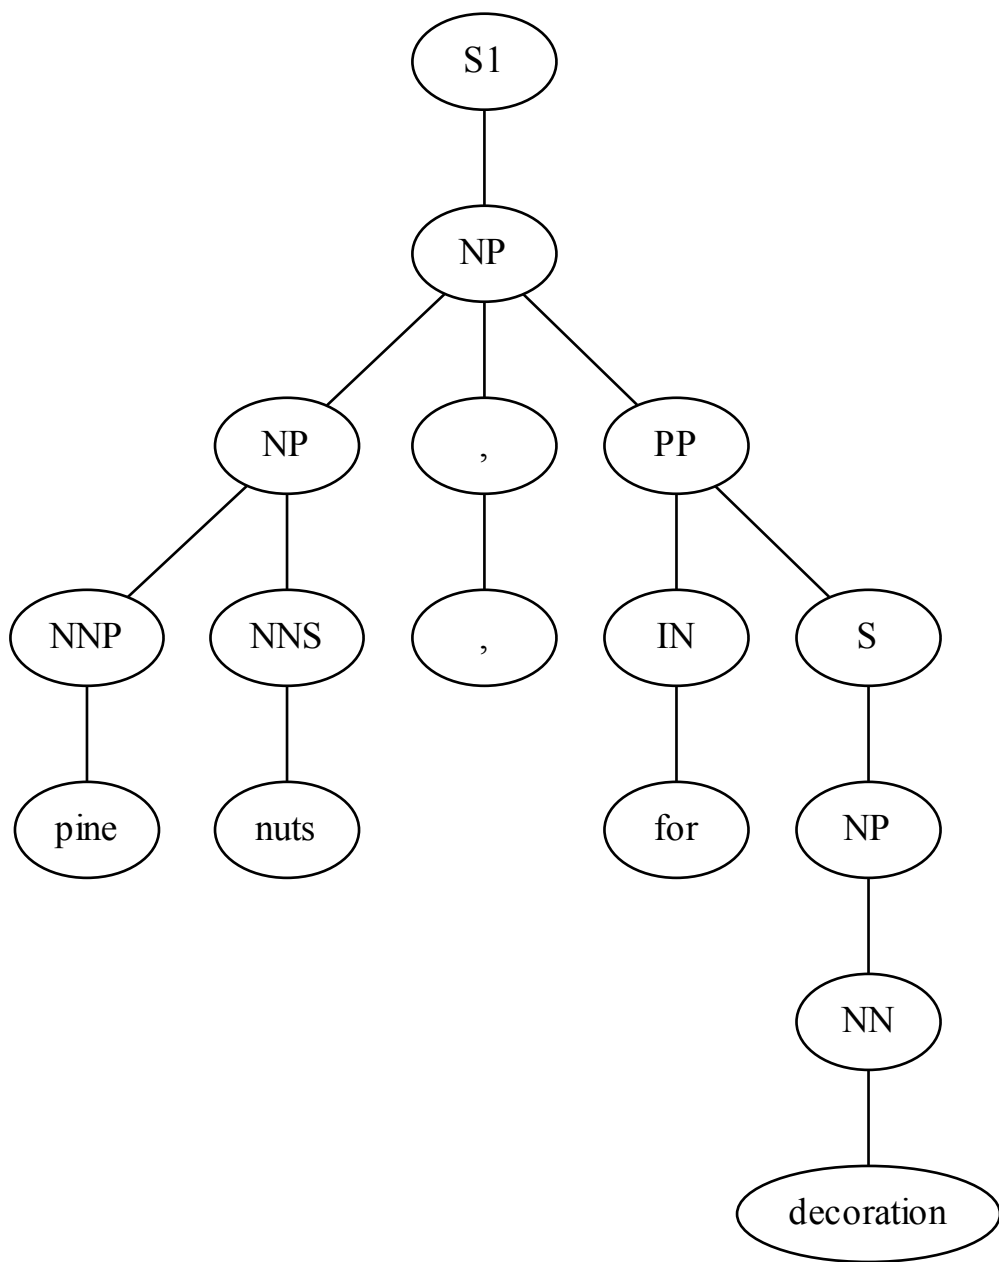 S1
NP
NP , PP
NNP NNS , IN S
pine nuts for NP
NN
decoration